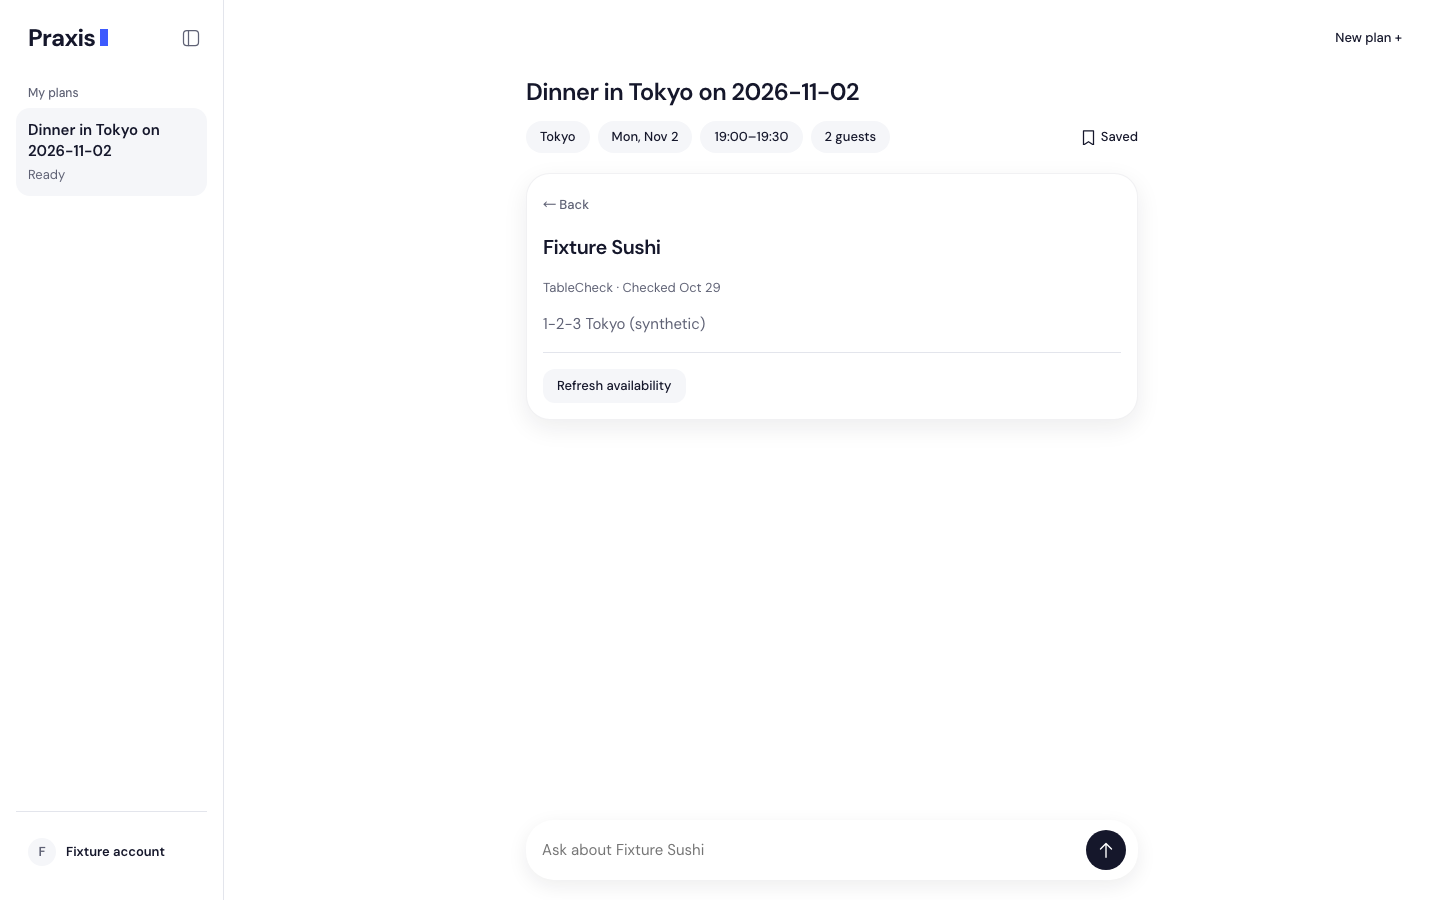 Praxis
My plans
Dinner in Tokyo on
2026-11-02
Ready
F
Fixture account
New plan +
Dinner in Tokyo on 2026-11-02
Tokyo
Mon, Nov 2
19:00–19:30
2 guests
Saved
← Back
Fixture Sushi
TableCheck · Checked Oct 29
1-2-3 Tokyo (synthetic)
Refresh availability
Ask about Fixture Sushi